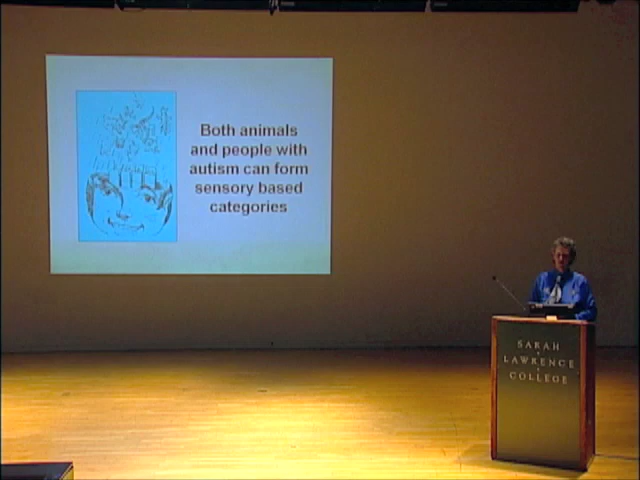 Both animals
and people with
autism can form
sensory based
categories
SARAH
LAWRENCE
COLLEGE